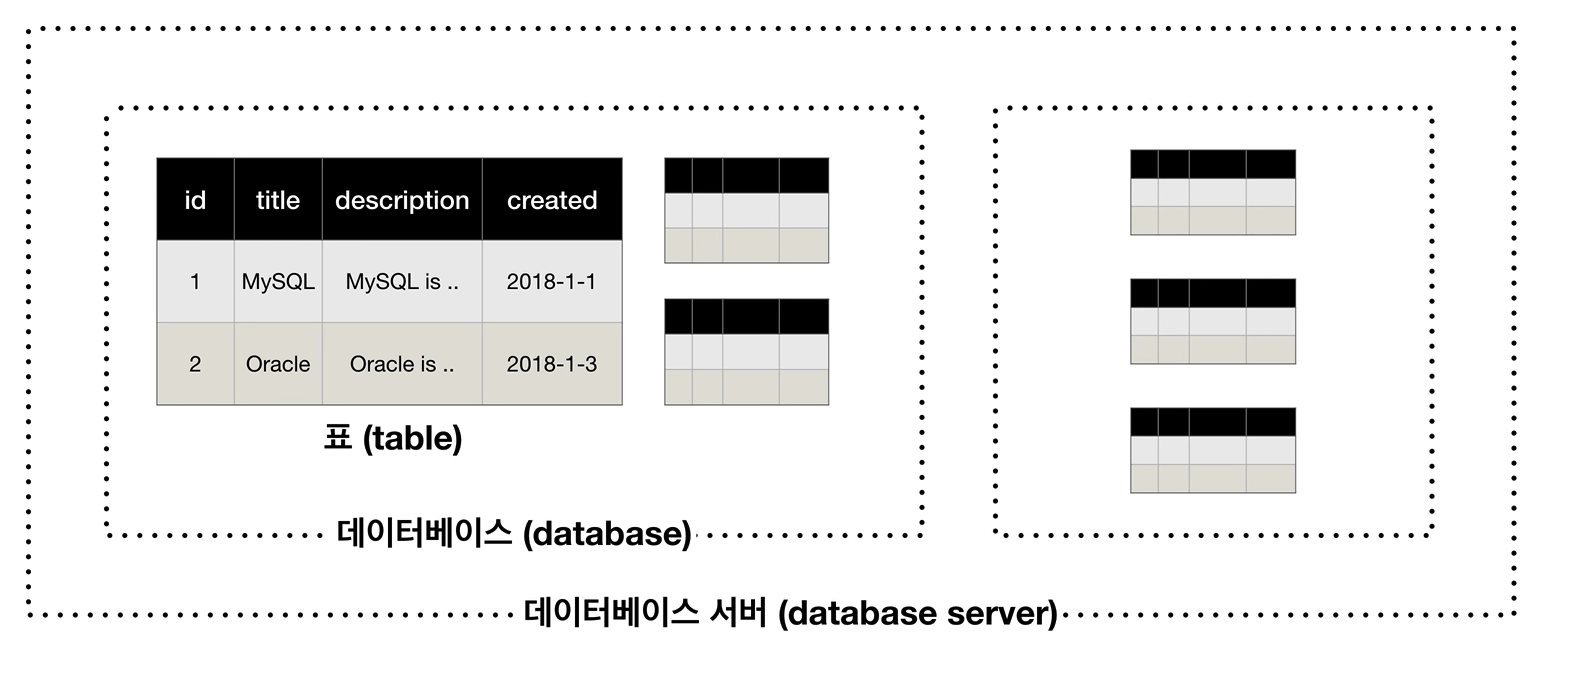 id title description created
1 MySQL MySQL is .. 2018-1-1
2 Oracle Oracle is .. 2018-1-3
표 (table)
데이터베이스 (database)
데이터베이스 서버 (database server)